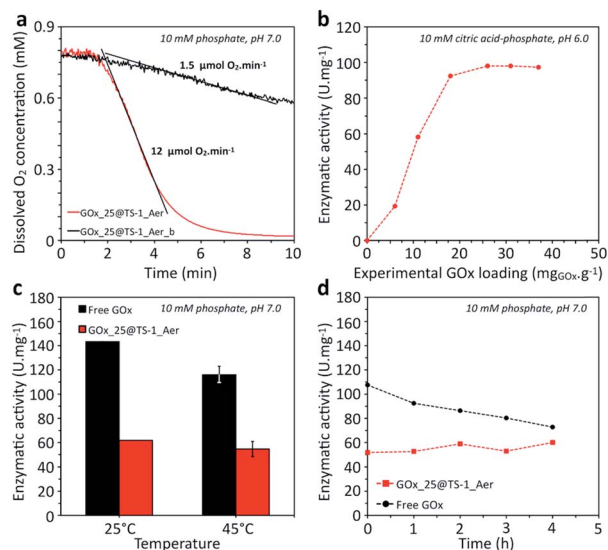 a
Dissolved O2 concentration (mM)
0.9
0.6
0.3
0
10 mM phosphate, pH 7.0
1.5 µmol O2.min-1
12 µmol O2.min-1
GOx_25@TS-1_Aer
GOx_25@TS-1_Aer_b
0 2 4 6 8 10
Time (min)
b
Enzymatic activity (U.mg-1)
120
100
80
60
40
20
0
10 mM citric acid-phosphate, pH 6.0
0 10 20 30 40 50
Experimental GOx loading (mgGOx.g-1)
c
Enzymatic activity (U.mg-1)
180
160
140
120
100
80
60
40
20
0
10 mM phosphate, pH 7.0
Free GOx
GOx_25@TS-1_Aer
25°C 45°C
Temperature
d
Enzymatic activity (U.mg-1)
180
160
140
120
100
80
60
40
20
0
10 mM phosphate, pH 7.0
GOx_25@TS-1_Aer
Free GOx
0 1 2 3 4 5
Time (h)